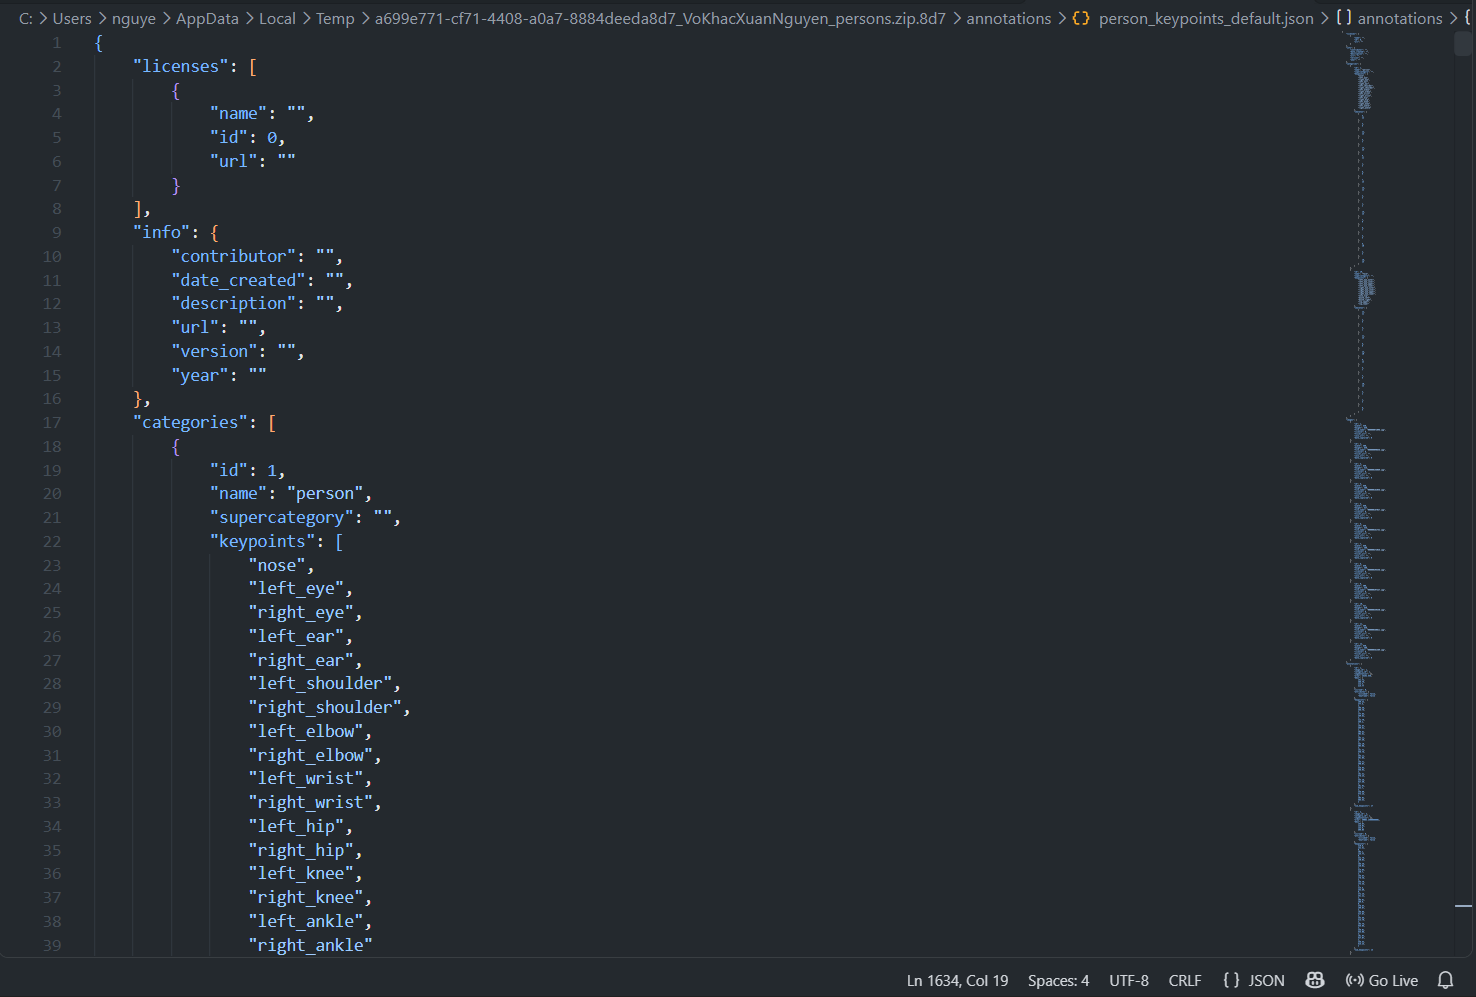 C: > Users > nguye > AppData > Local > Temp > a699e771-cf71-4408-a0a7-8884deeda8d7_VoKhacXuanNguyen_persons.zip.8d7 > annotations > {} person_keypoints_default.json > [ ] annotations > {
1 {
2 "licenses": [
3 {
4 "name": "",
5 "id": 0,
6 "url": ""
7 }
8 ],
9 "info": {
10 "contributor": "",
11 "date_created": "",
12 "description": "",
13 "url": "",
14 "version": "",
15 "year": ""
16 },
17 "categories": [
18 {
19 "id": 1,
20 "name": "person",
21 "supercategory": "",
22 "keypoints": [
23 "nose",
24 "left_eye",
25 "right_eye",
26 "left_ear",
27 "right_ear",
28 "left_shoulder",
29 "right_shoulder",
30 "left_elbow",
31 "right_elbow",
32 "left_wrist",
33 "right_wrist",
34 "left_hip",
35 "right_hip",
36 "left_knee",
37 "right_knee",
38 "left_ankle",
39 "right_ankle"
Ln 1634, Col 19 Spaces: 4 UTF-8 CRLF {} JSON Go Live